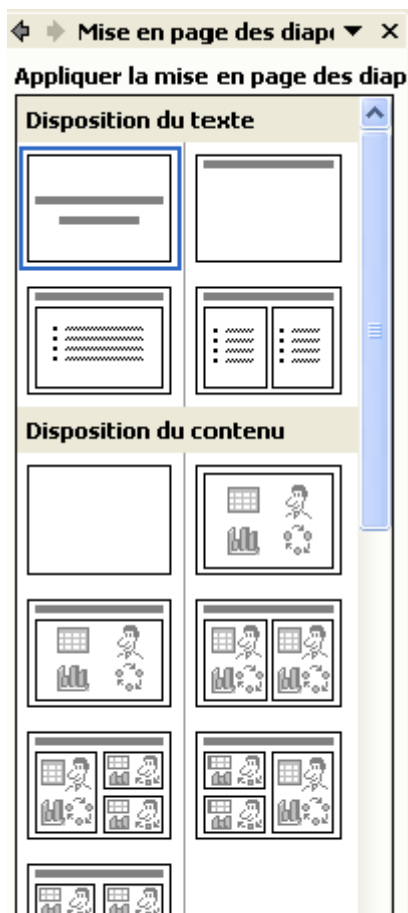 Mise en page des diap
Appliquer la mise en page des diap
Disposition du texte
Disposition du contenu